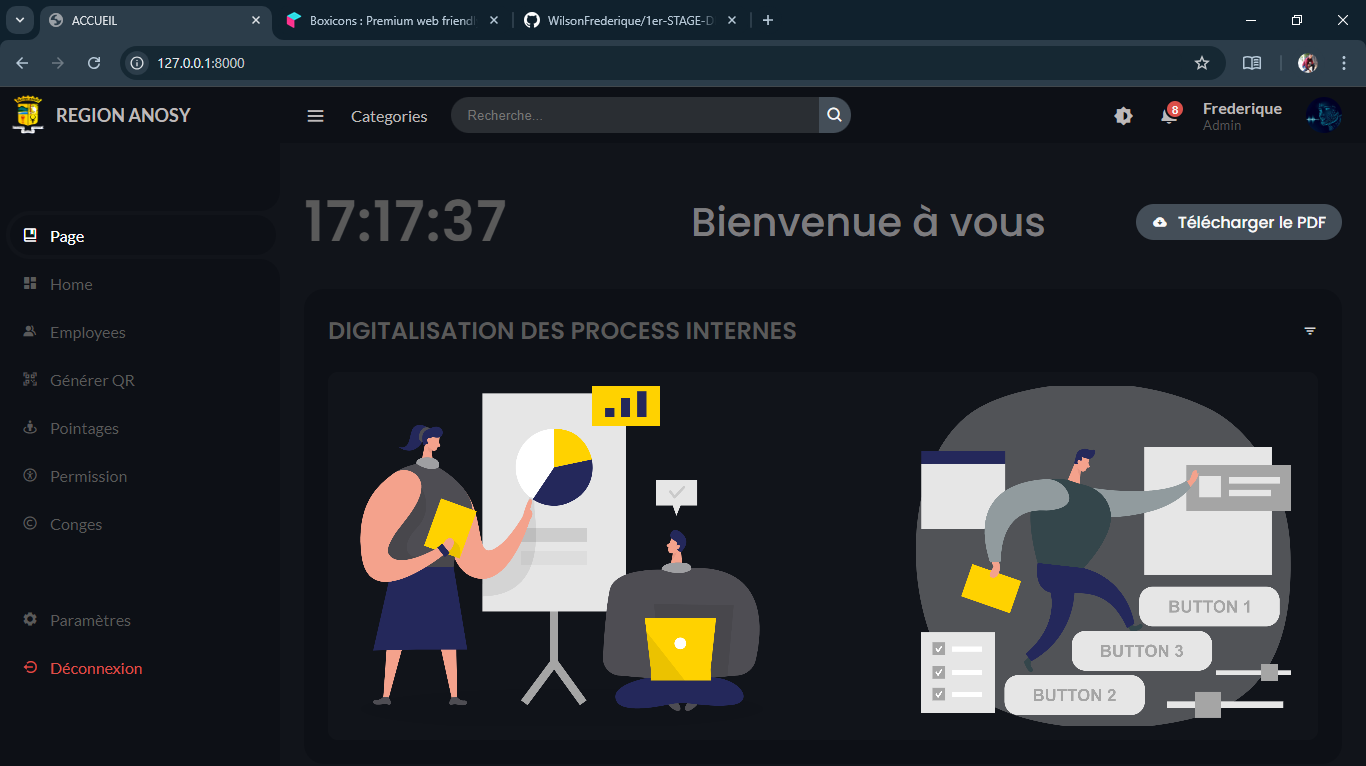 ACCUEIL
Boxicons : Premium web friendl
WilsonFrederique/1er-STAGE-D
127.0.0.1:8000
REGION ANOSY
Categories
Recherche...
8
Frederique
Admin
17:17:37
Bienvenue à vous
Télécharger le PDF
Page
Home
Employees
Générer QR
Pointages
Permission
Conges
Paramètres
Déconnexion
DIGITALISATION DES PROCESS INTERNES
BUTTON 1
BUTTON 3
BUTTON 2